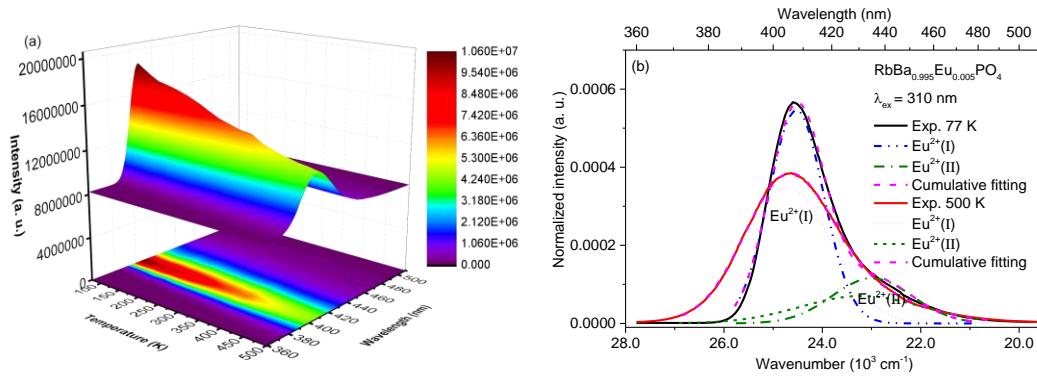 (a)
20000000
16000000
12000000
8000000
4000000
0
Intensity (a. u.)
100
150
200
250
300
350
400
450
500
Temperature (K)
360
380
400
420
440
460
480
500
Wavelength (nm)
1.060E+07
9.540E+06
8.480E+06
7.420E+06
6.360E+06
5.300E+06
4.240E+06
3.180E+06
2.120E+06
1.060E+06
0.000
Wavelength (nm)
360 380 400 420 440 460 480 500
(b)
RbBa0.995Eu0.005PO4
λex = 310 nm
Exp. 77 K
Eu2+(I)
Eu2+(II)
Cumulative fitting
Exp. 500 K
Eu2+(I)
Eu2+(II)
Cumulative fitting
Eu2+(I)
Eu2+(II)
0.0006
0.0004
0.0002
0.0000
Normalized intensity (a. u.)
28.0 26.0 24.0 22.0 20.0
Wavenumber (103 cm-1)